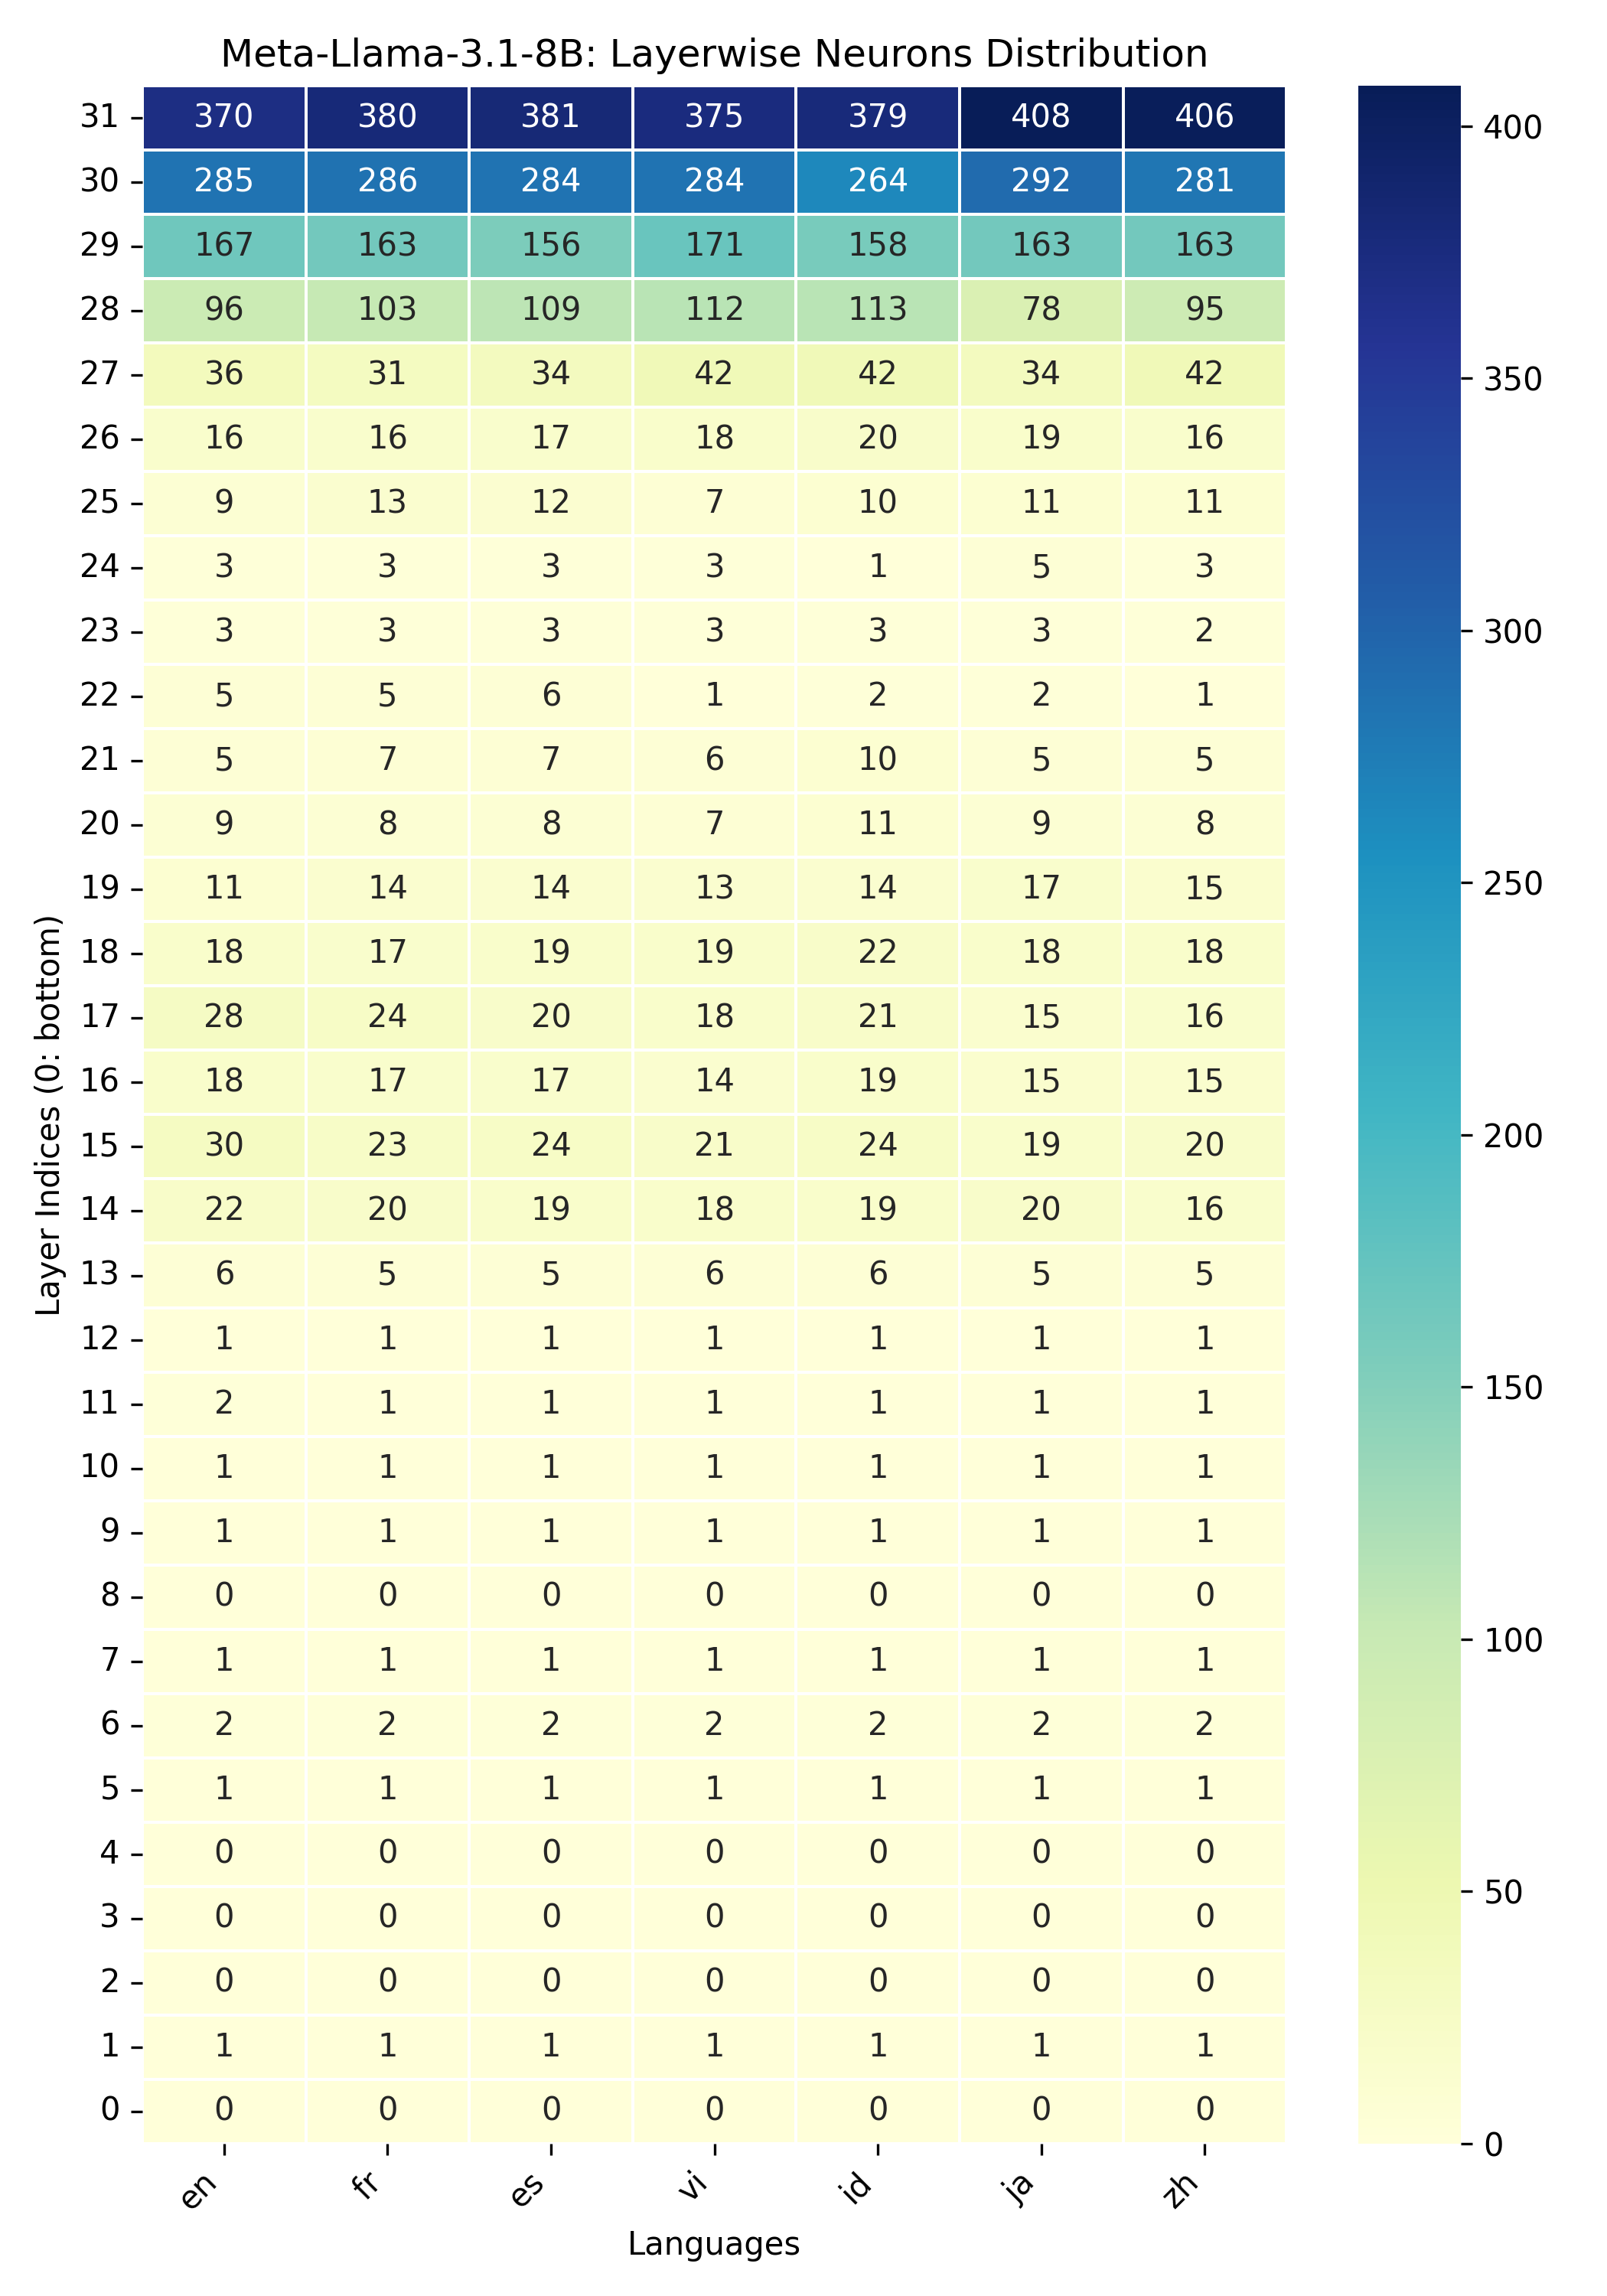 Meta-Llama-3.1-8B: Layerwise Neurons Distribution
31 370 380 381 375 379 408 406
30 285 286 284 284 264 292 281
29 167 163 156 171 158 163 163
28 96 103 109 112 113 78 95
27 36 31 34 42 42 34 42
26 16 16 17 18 20 19 16
25 9 13 12 7 10 11 11
24 3 3 3 3 1 5 3
23 3 3 3 3 3 3 2
22 5 5 6 1 2 2 1
21 5 7 7 6 10 5 5
20 9 8 8 7 11 9 8
19 11 14 14 13 14 17 15
18 18 17 19 19 22 18 18
17 28 24 20 18 21 15 16
16 18 17 17 14 19 15 15
15 30 23 24 21 24 19 20
14 22 20 19 18 19 20 16
13 6 5 5 6 6 5 5
12 1 1 1 1 1 1 1
11 2 1 1 1 1 1 1
10 1 1 1 1 1 1 1
9 1 1 1 1 1 1 1
8 0 0 0 0 0 0 0
7 1 1 1 1 1 1 1
6 2 2 2 2 2 2 2
5 1 1 1 1 1 1 1
4 0 0 0 0 0 0 0
3 0 0 0 0 0 0 0
2 0 0 0 0 0 0 0
1 1 1 1 1 1 1 1
0 0 0 0 0 0 0 0
en fr es vi id ja zh
Languages
Layer Indices (0: bottom)
400
350
300
250
200
150
100
50
0